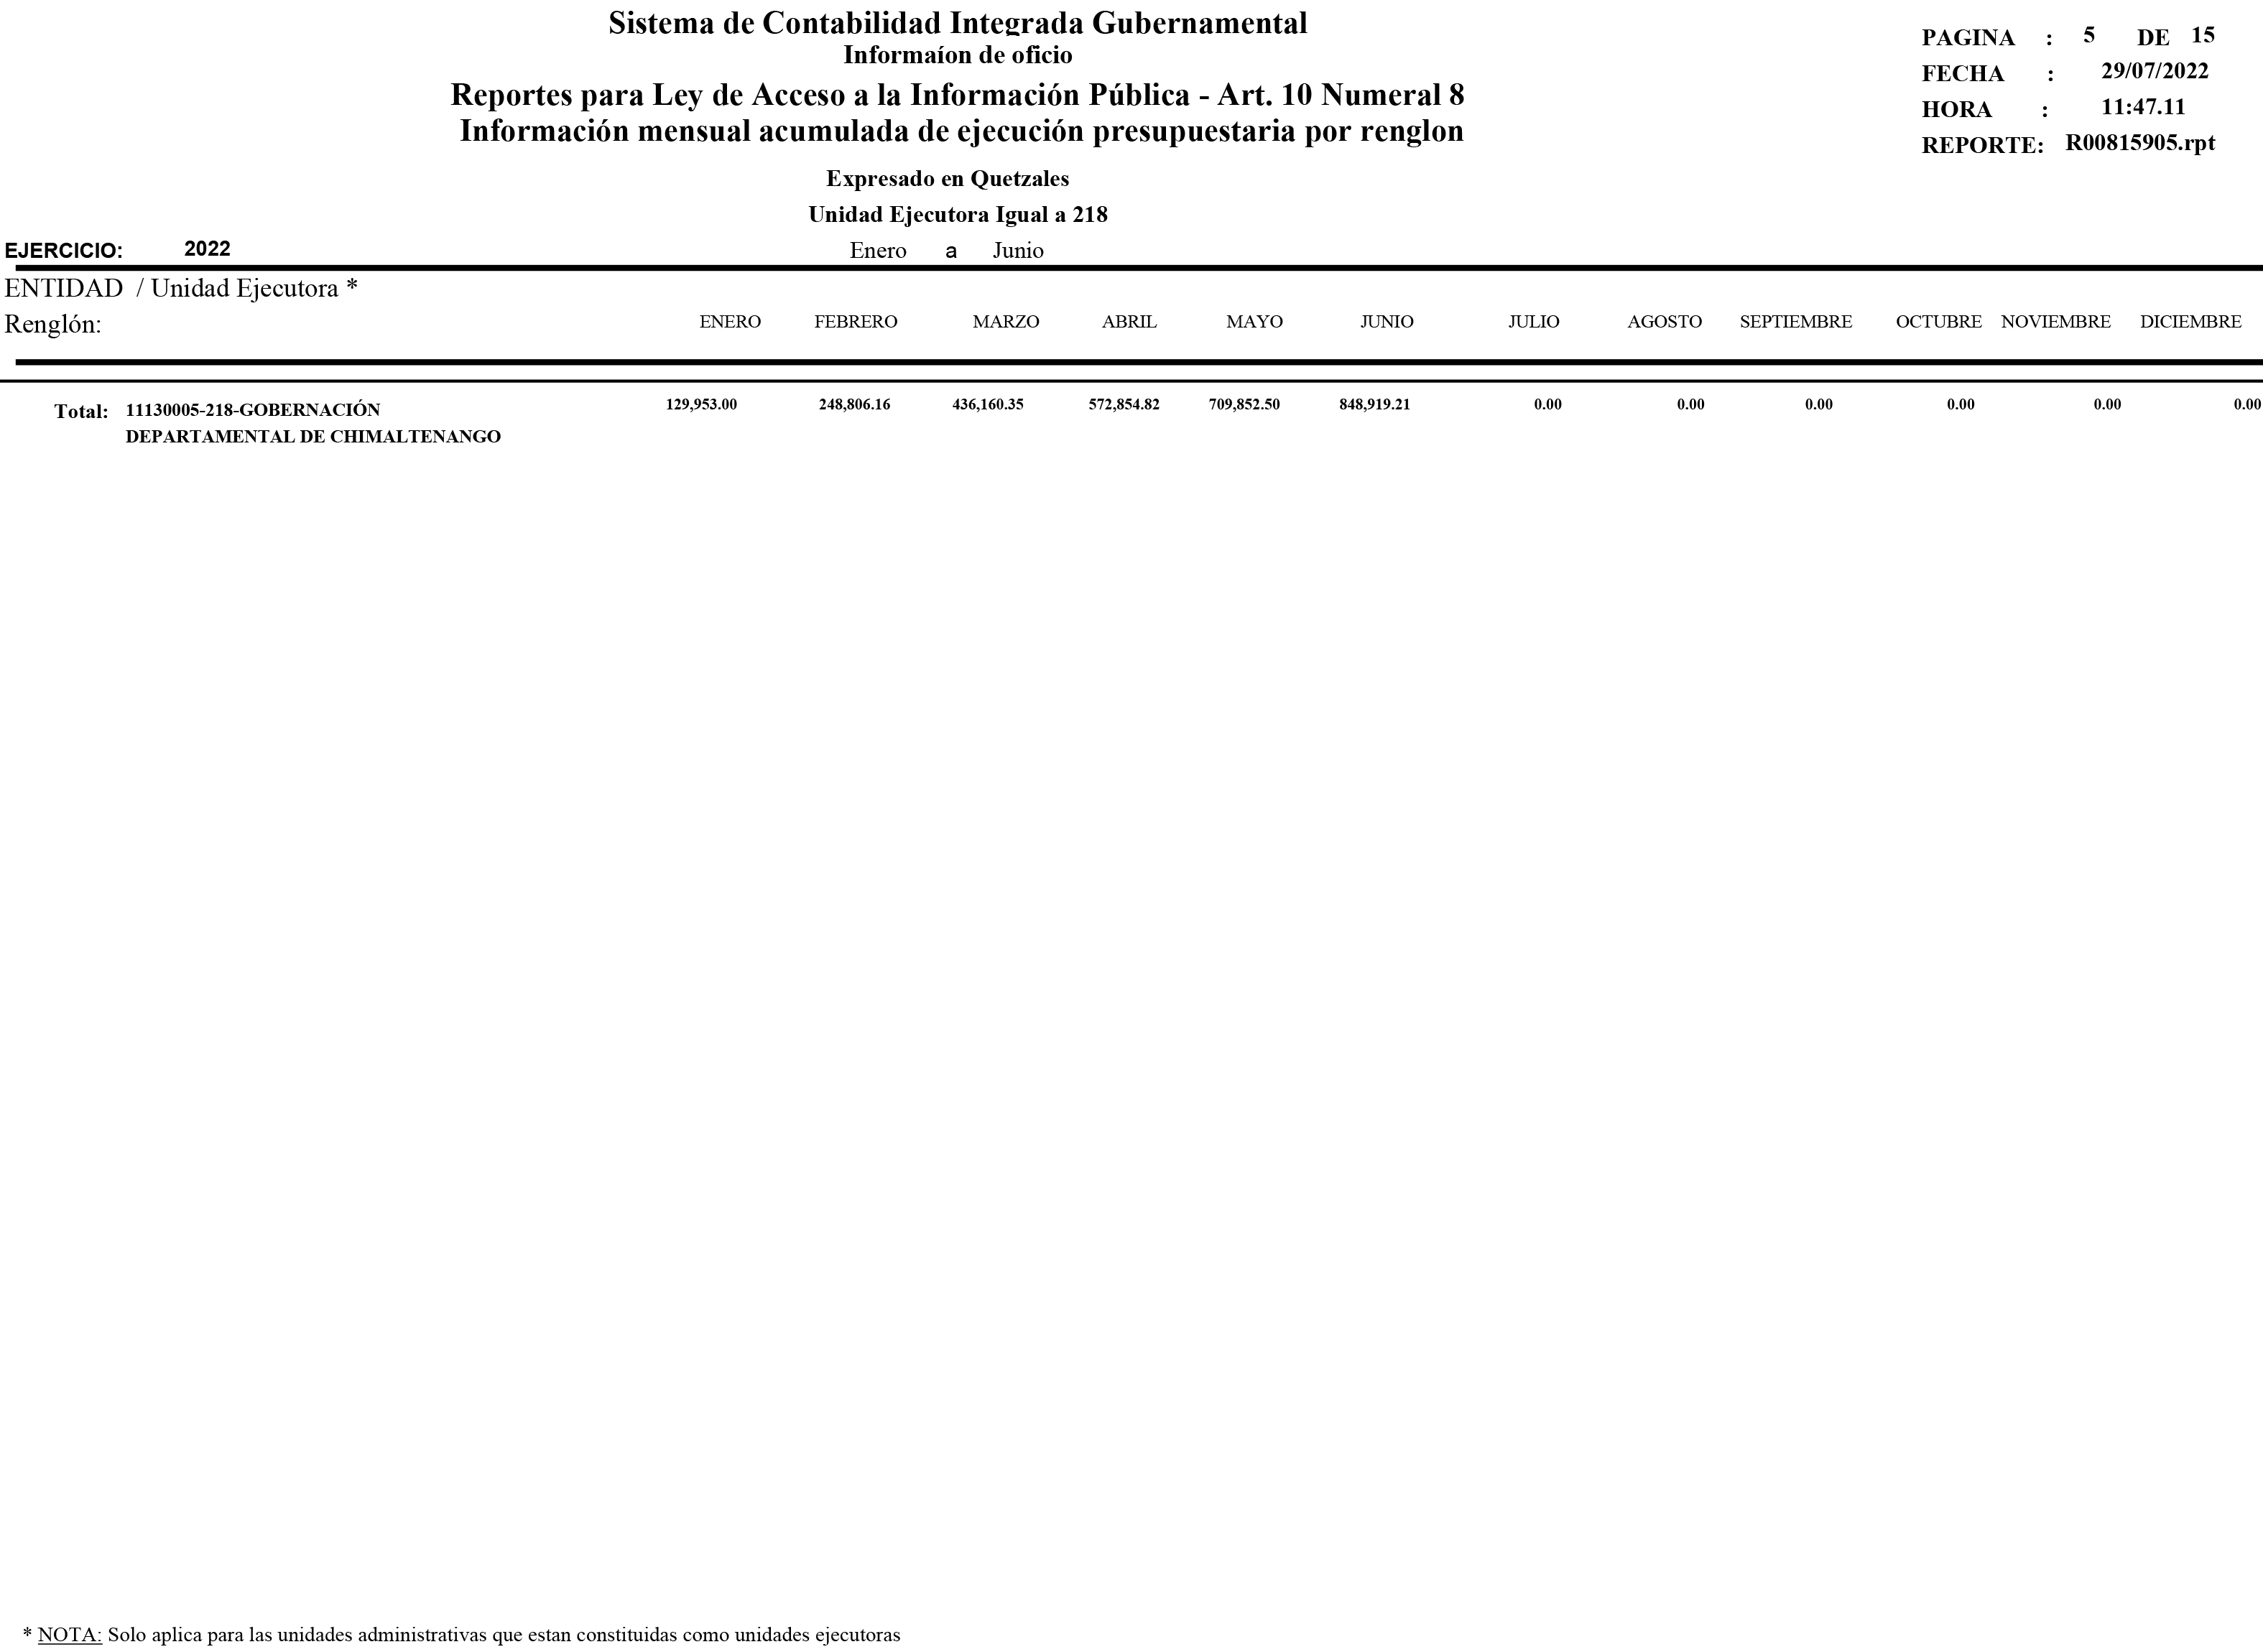 Sistema de Contabilidad Integrada Gubernamental
Informaíon de oficio
Reportes para Ley de Acceso a la Información Pública - Art. 10 Numeral 8
Información mensual acumulada de ejecución presupuestaria por renglon
Expresado en Quetzales
Unidad Ejecutora Igual a 218
PAGINA : 5 DE 15
FECHA : 29/07/2022
HORA : 11:47.11
REPORTE: R00815905.rpt
EJERCICIO: 2022 Enero a Junio
ENTIDAD / Unidad Ejecutora *
Renglón: ENERO FEBRERO MARZO ABRIL MAYO JUNIO JULIO AGOSTO SEPTIEMBRE OCTUBRE NOVIEMBRE DICIEMBRE
Total: 11130005-218-GOBERNACIÓN 129,953.00 248,806.16 436,160.35 572,854.82 709,852.50 848,919.21 0.00 0.00 0.00 0.00 0.00 0.00
DEPARTAMENTAL DE CHIMALTENANGO
* NOTA: Solo aplica para las unidades administrativas que estan constituidas como unidades ejecutoras